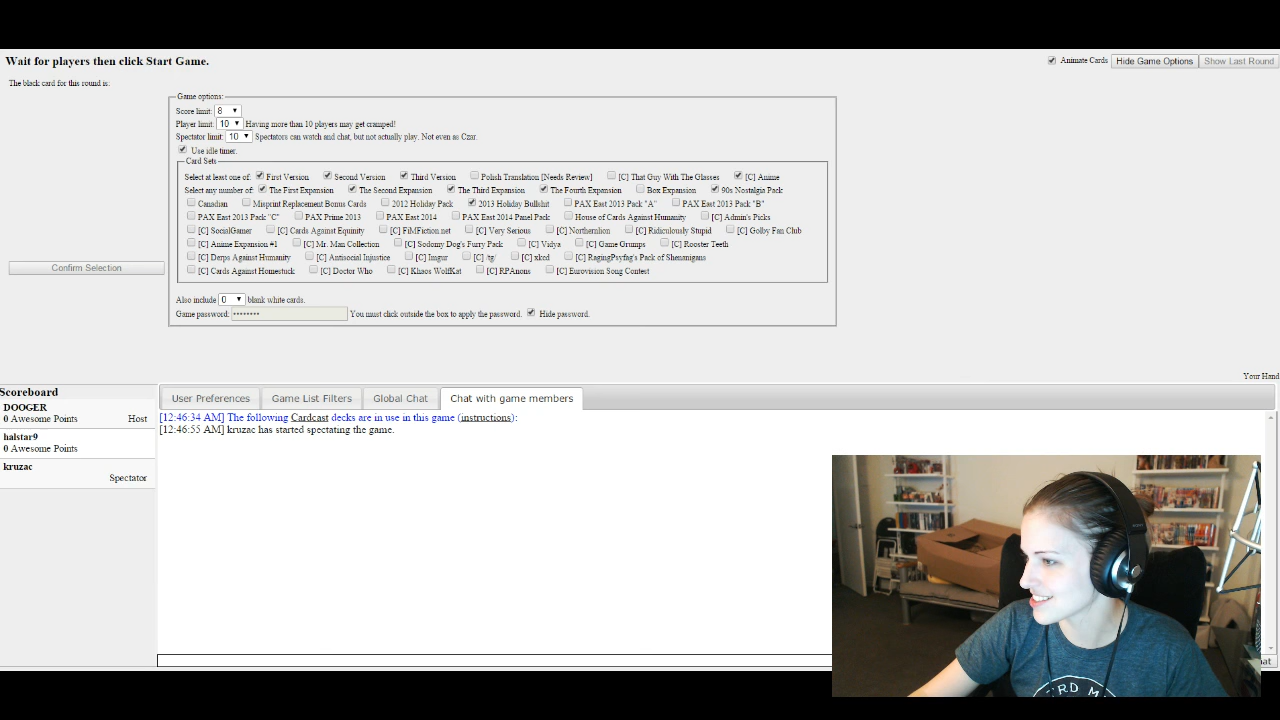 Wait for players then click Start Game.
Animate Cards Hide Game Options Show Last Round
The black card for this round is:
Game options:
Score limit: 8
Player limit: 10 Having more than 10 players may get cramped!
Spectator limit: 10 Spectators can watch and chat, but not actually play. Not even as Czar.
Use idle timer.
Card Sets
Select at least one of: First Version Second Version Third Version Polish Translation [Needs Review] [C] That Guy With The Glasses [C] Anime
Select any number of: The First Expansion The Second Expansion The Third Expansion The Fourth Expansion Box Expansion 90s Nostalgia Pack
Canadian Misprint Replacement Bonus Cards 2012 Holiday Pack 2013 Holiday Bullshit PAX East 2013 Pack "A" PAX East 2013 Pack "B"
PAX East 2013 Pack "C" PAX Prime 2013 PAX East 2014 PAX East 2014 Panel Pack House of Cards Against Humanity [C] Admin's Picks
[C] SocialGamer [C] Cards Against Equinity [C] FiMFiction.net [C] Very Serious [C] Northernlion [C] Ridiculously Stupid [C] Golby Fan Club
[C] Anime Expansion #1 [C] Mr. Man Collection [C] Sodomy Dog's Furry Pack [C] Vidya [C] Game Grumps [C] Rooster Teeth
[C] Derps Against Humanity [C] Antisocial Injustice [C] Imgur [C] /tg/ [C] xkcd [C] RagingPsyfag's Pack of Shenanigans
[C] Cards Against Homestuck [C] Doctor Who [C] Khaos WolfKat [C] RPAnons [C] Eurovision Song Contest
Confirm Selection
Also include 0 blank white cards.
Game password: •••••••• You must click outside the box to apply the password. Hide password.
Your Hand
Scoreboard
DOOGER
0 Awesome Points Host
halstar9
0 Awesome Points
kruzac
Spectator
User Preferences Game List Filters Global Chat Chat with game members
[12:46:34 AM] The following Cardcast decks are in use in this game (instructions):
[12:46:55 AM] kruzac has started spectating the game.